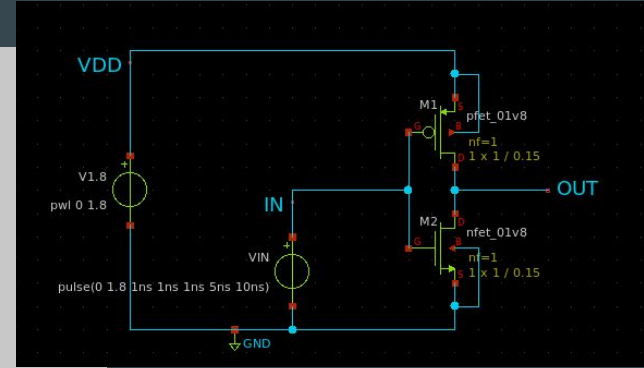 VDD
M1
S
pfet_01v8
G
B
nf=1
D
1 x 1 / 0.15
V1.8
+
pwl 0 1.8
IN
OUT
M2
D
nfet_01v8
G
B
nf=1
S
1 x 1 / 0.15
+
VIN
pulse(0 1.8 1ns 1ns 1ns 5ns 10ns)
GND